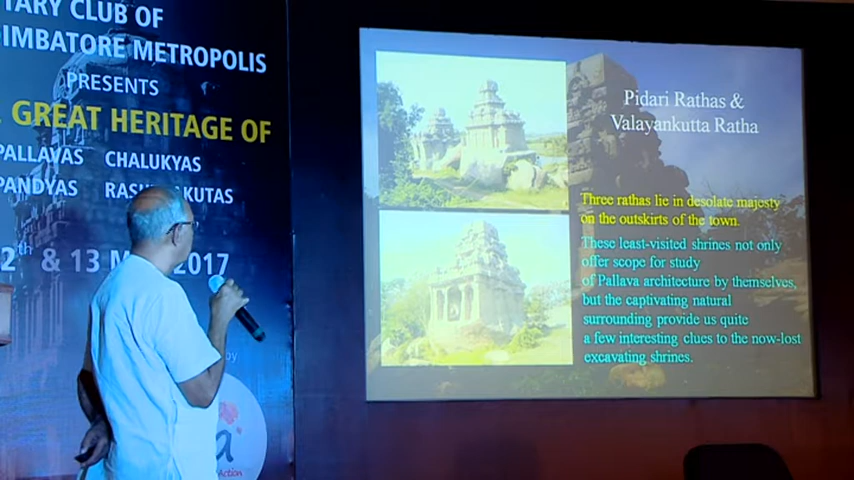 TARY CLUB OF
IMBATORE METROPOLIS
PRESENTS
GREAT HERITAGE OF
PALLAVAS CHALUKYAS
PANDYAS
2th & 13 2017
by
a
Action
Pidari Rathas &
Valayankutta Ratha
Three rathas lie in desolate majesty
on the outskirts of the town.
These least-visited shrines not only
offer scope for study
of Pallava architecture by themselves,
but the captivating natural
surrounding provide us quite
a few interesting clues to the now-lost
excavating shrines.